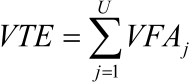 VTE = \sum_{j=1}^{U} VFA_j